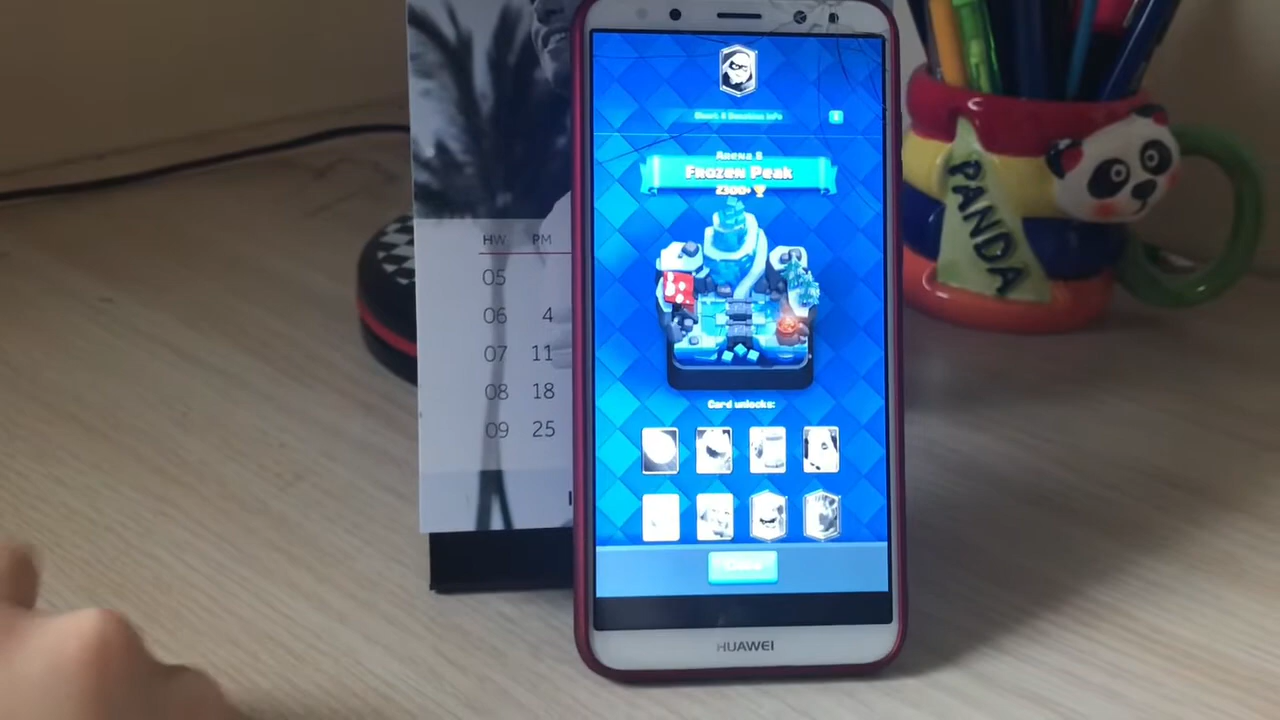 Arena 8
Frozen Peak
2300+
Card unlocks:
HUAWEI
HW PM
05
06 4
07 11
08 18
09 25
PANDA